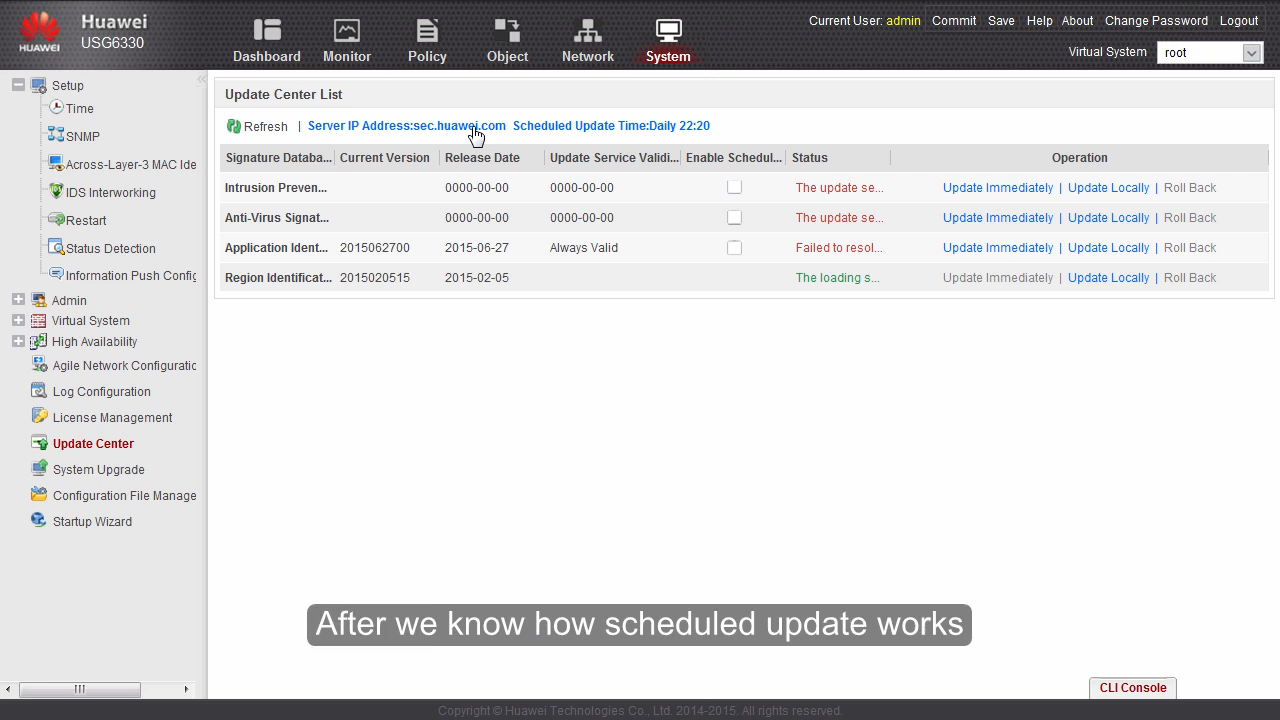 HUAWEI
Huawei
USG6330
Dashboard
Monitor
Policy
Object
Network
System
Current User: admin
Commit
Save
Help
About
Change Password
Logout
Virtual System
root
Setup
Time
SNMP
Across-Layer-3 MAC Ide
IDS Interworking
Restart
Status Detection
Information Push Config
Admin
Virtual System
High Availability
Agile Network Configuratic
Log Configuration
License Management
Update Center
System Upgrade
Configuration File Manage
Startup Wizard
Update Center List
Refresh | Server IP Address:sec.huawei.com Scheduled Update Time:Daily 22:20
Signature Databa... Current Version Release Date Update Service Validi... Enable Schedul... Status Operation
Intrusion Preven... 0000-00-00 0000-00-00 The update se... Update Immediately | Update Locally | Roll Back
Anti-Virus Signat... 0000-00-00 0000-00-00 The update se... Update Immediately | Update Locally | Roll Back
Application Ident... 2015062700 2015-06-27 Always Valid Failed to resol... Update Immediately | Update Locally | Roll Back
Region Identificat... 2015020515 2015-02-05 The loading s... Update Immediately | Update Locally | Roll Back
After we know how scheduled update works
CLI Console
Copyright © Huawei Technologies Co., Ltd. 2014-2015. All rights reserved.